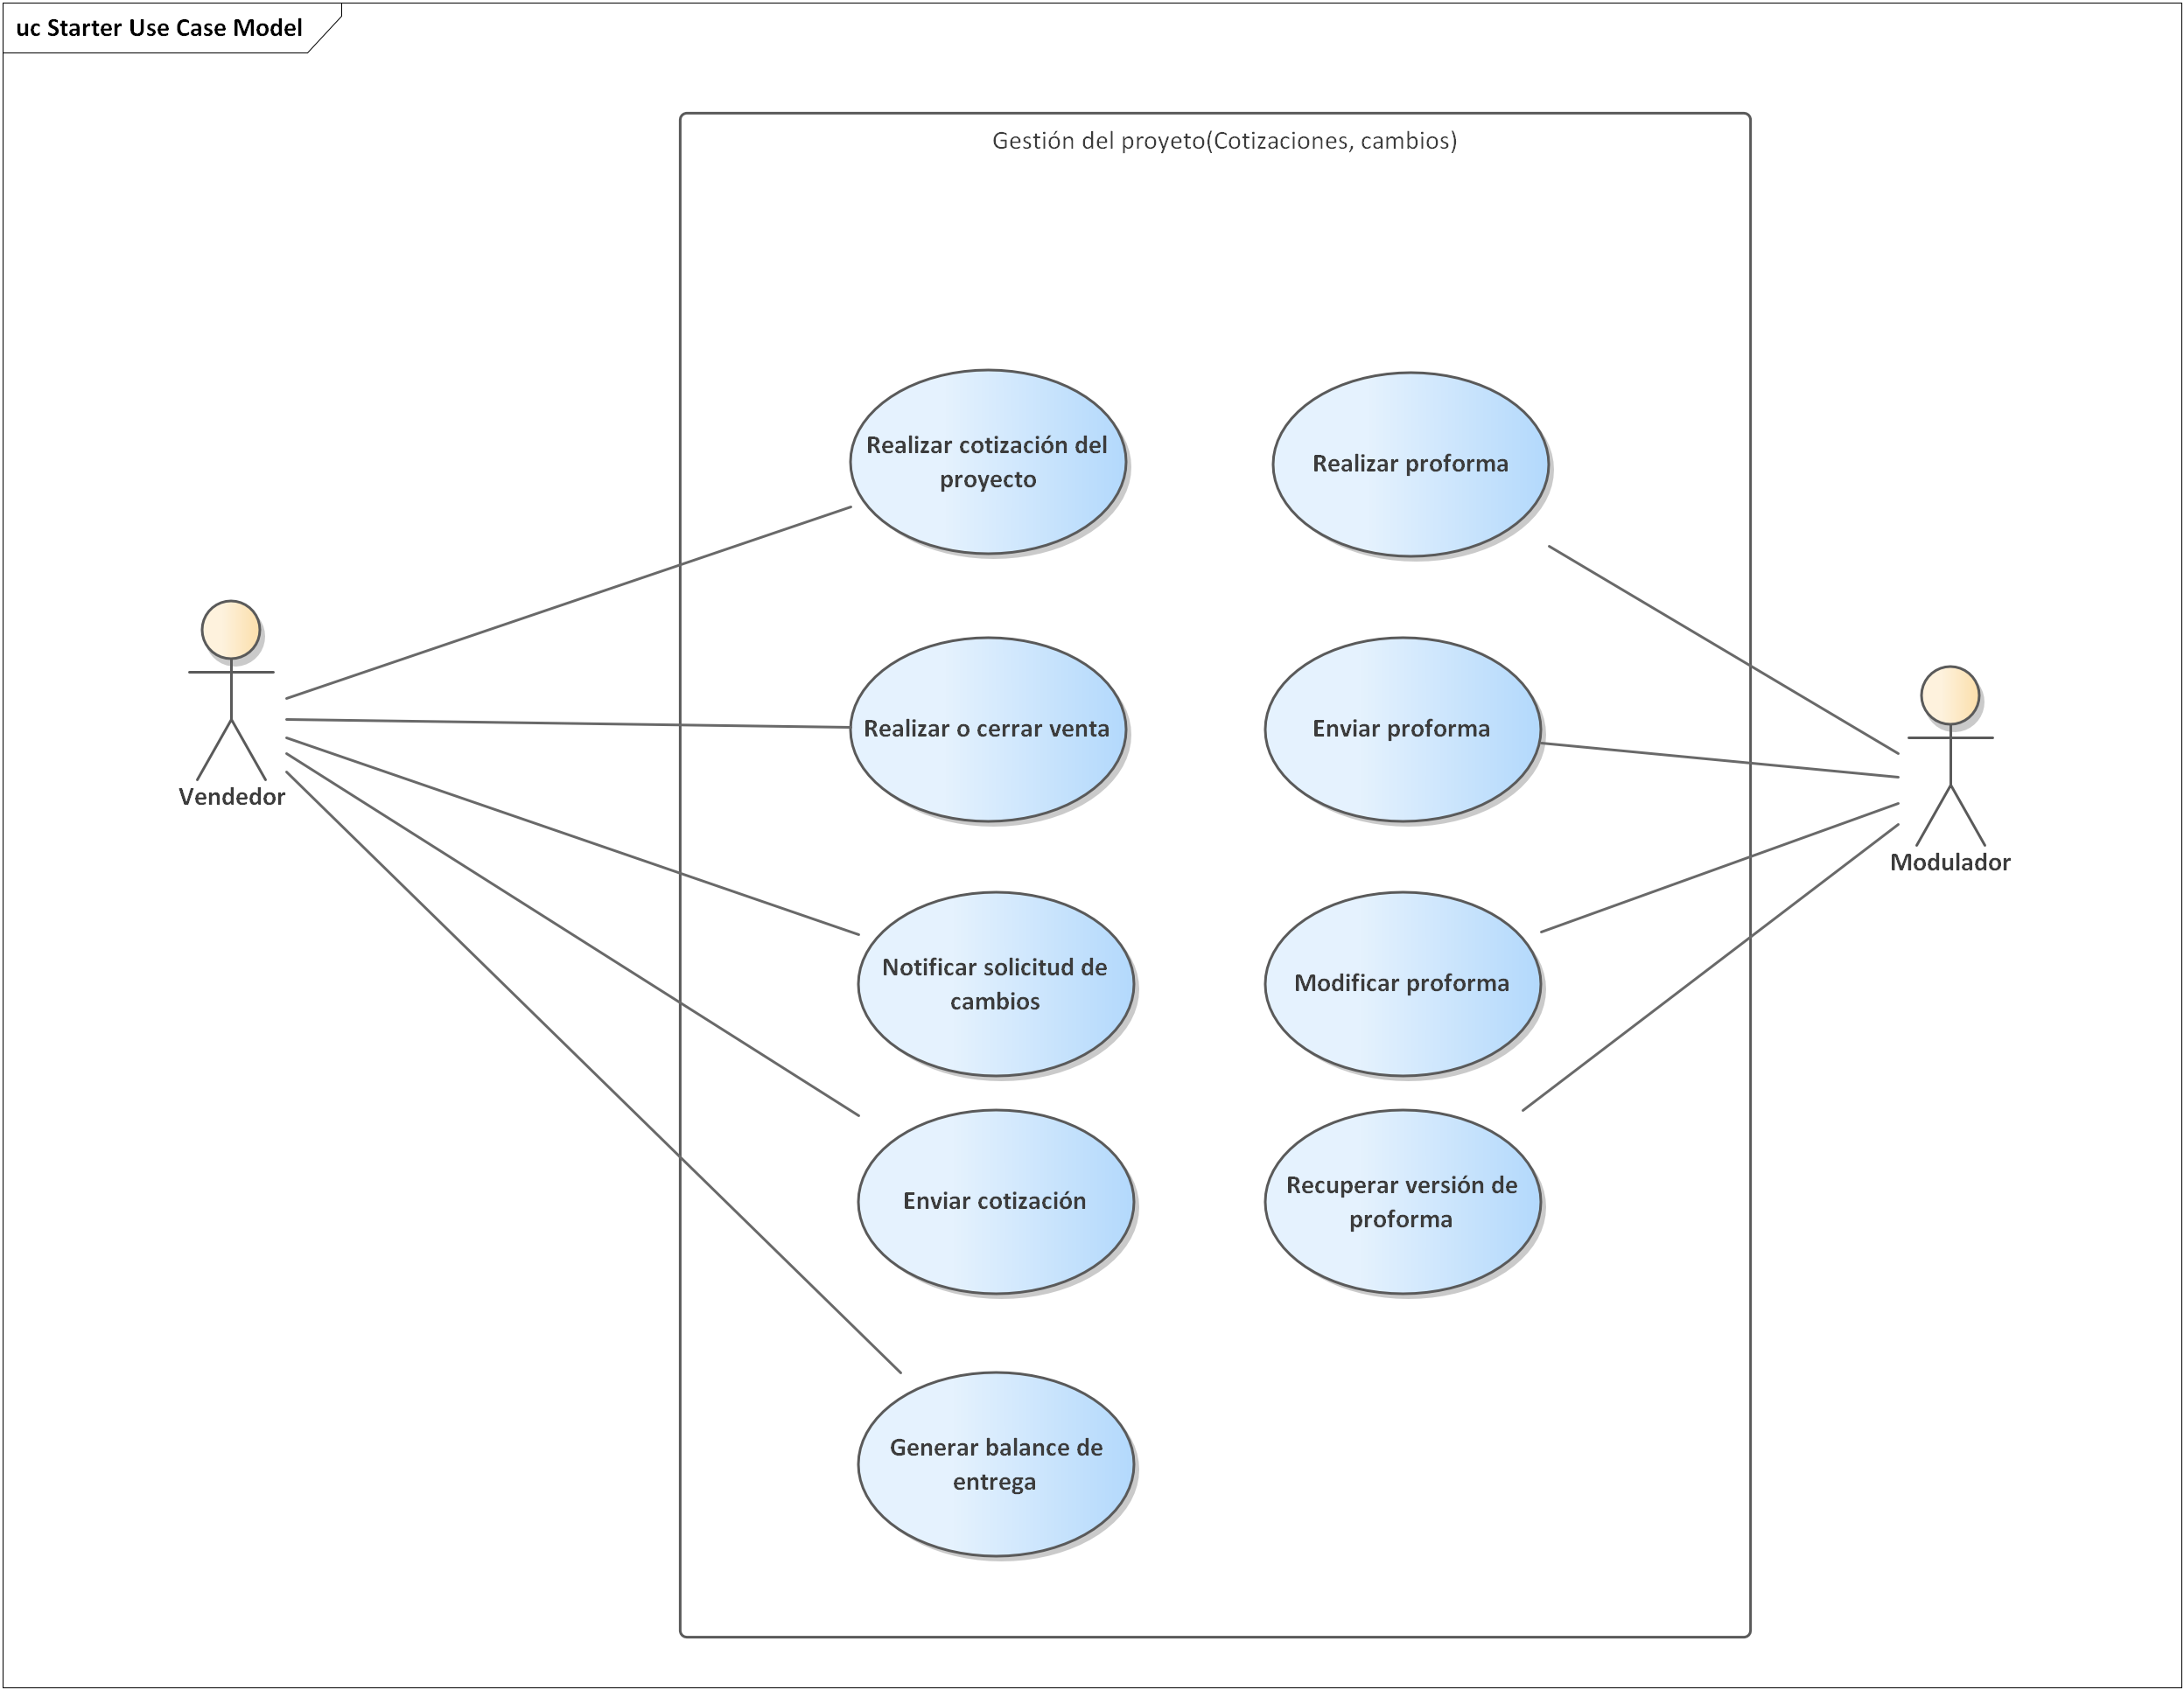 uc Starter Use Case Model
Gestión del proyeto(Cotizaciones, cambios)
Realizar cotización del
proyecto
Realizar proforma
Realizar o cerrar venta
Enviar proforma
Vendedor
Modulador
Notificar solicitud de
cambios
Modificar proforma
Enviar cotización
Recuperar versión de
proforma
Generar balance de
entrega